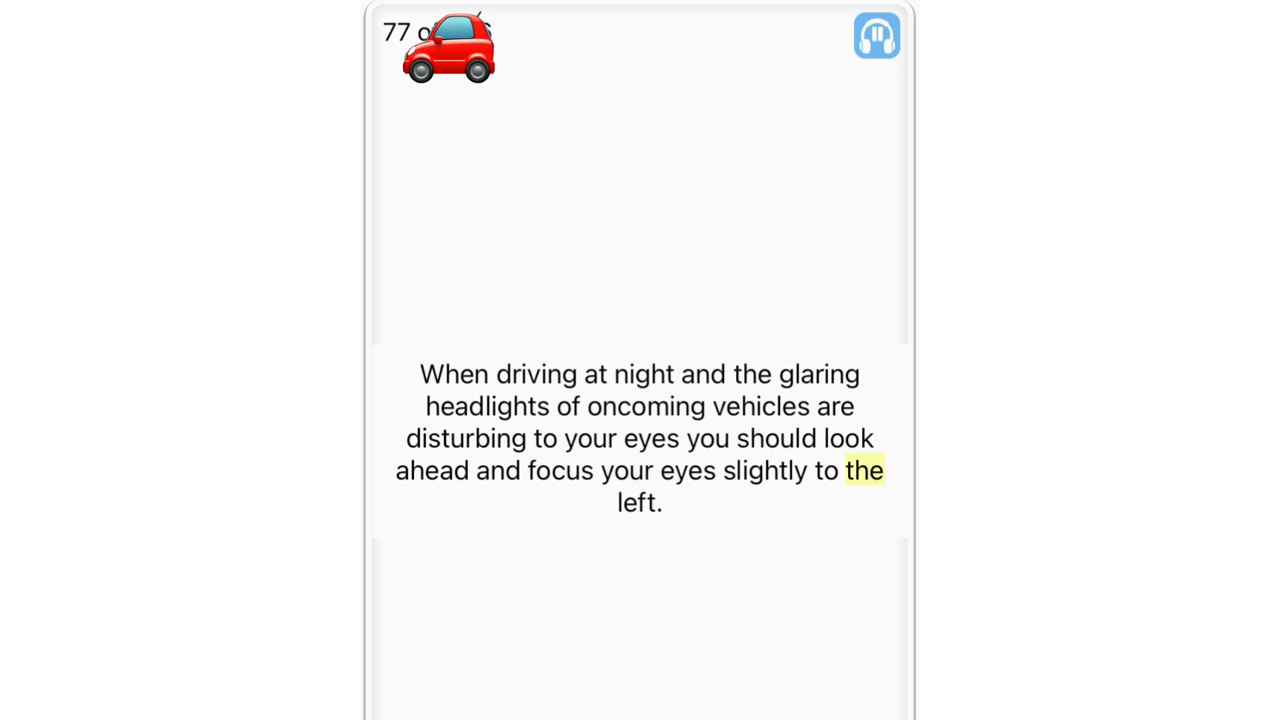 77
When driving at night and the glaring
headlights of oncoming vehicles are
disturbing to your eyes you should look
ahead and focus your eyes slightly to the
left.